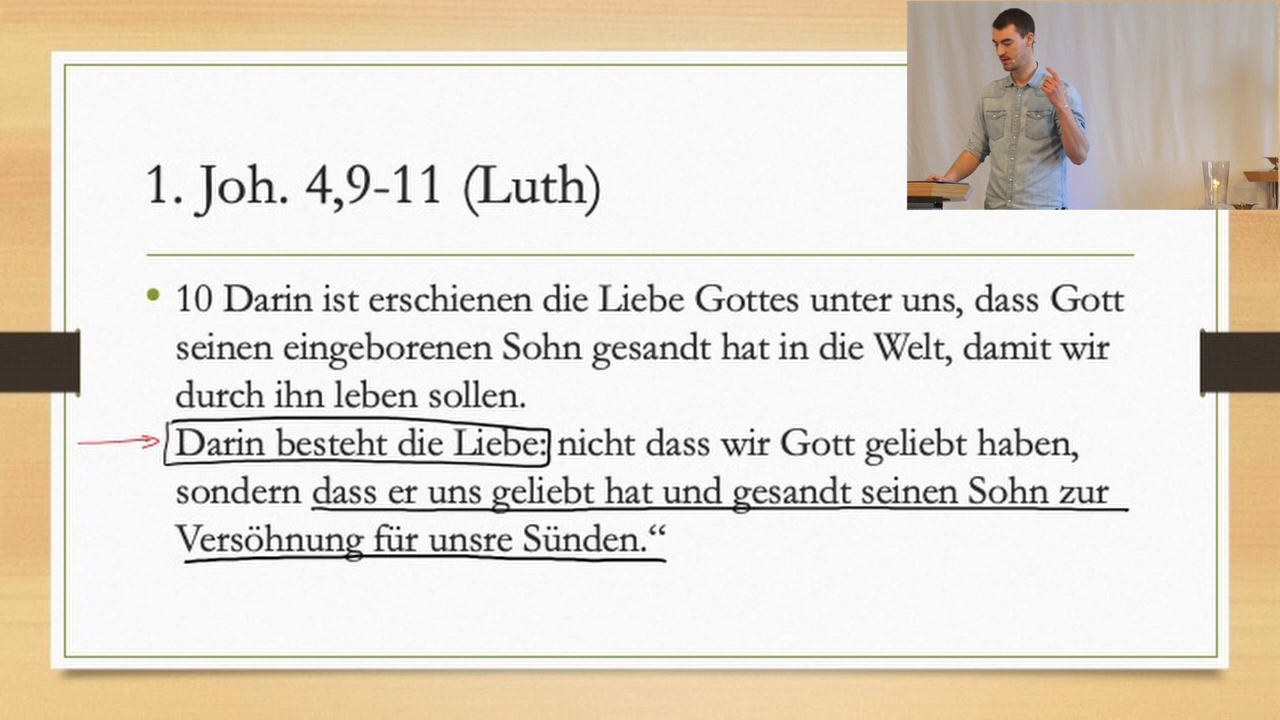 1. Joh. 4,9-11 (Luth)
• 10 Darin ist erschienen die Liebe Gottes unter uns, dass Gott
seinen eingeborenen Sohn gesandt hat in die Welt, damit wir
durch ihn leben sollen.
Darin besteht die Liebe: nicht dass wir Gott geliebt haben,
sondern dass er uns geliebt hat und gesandt seinen Sohn zur
Versöhnung für unsre Sünden.“